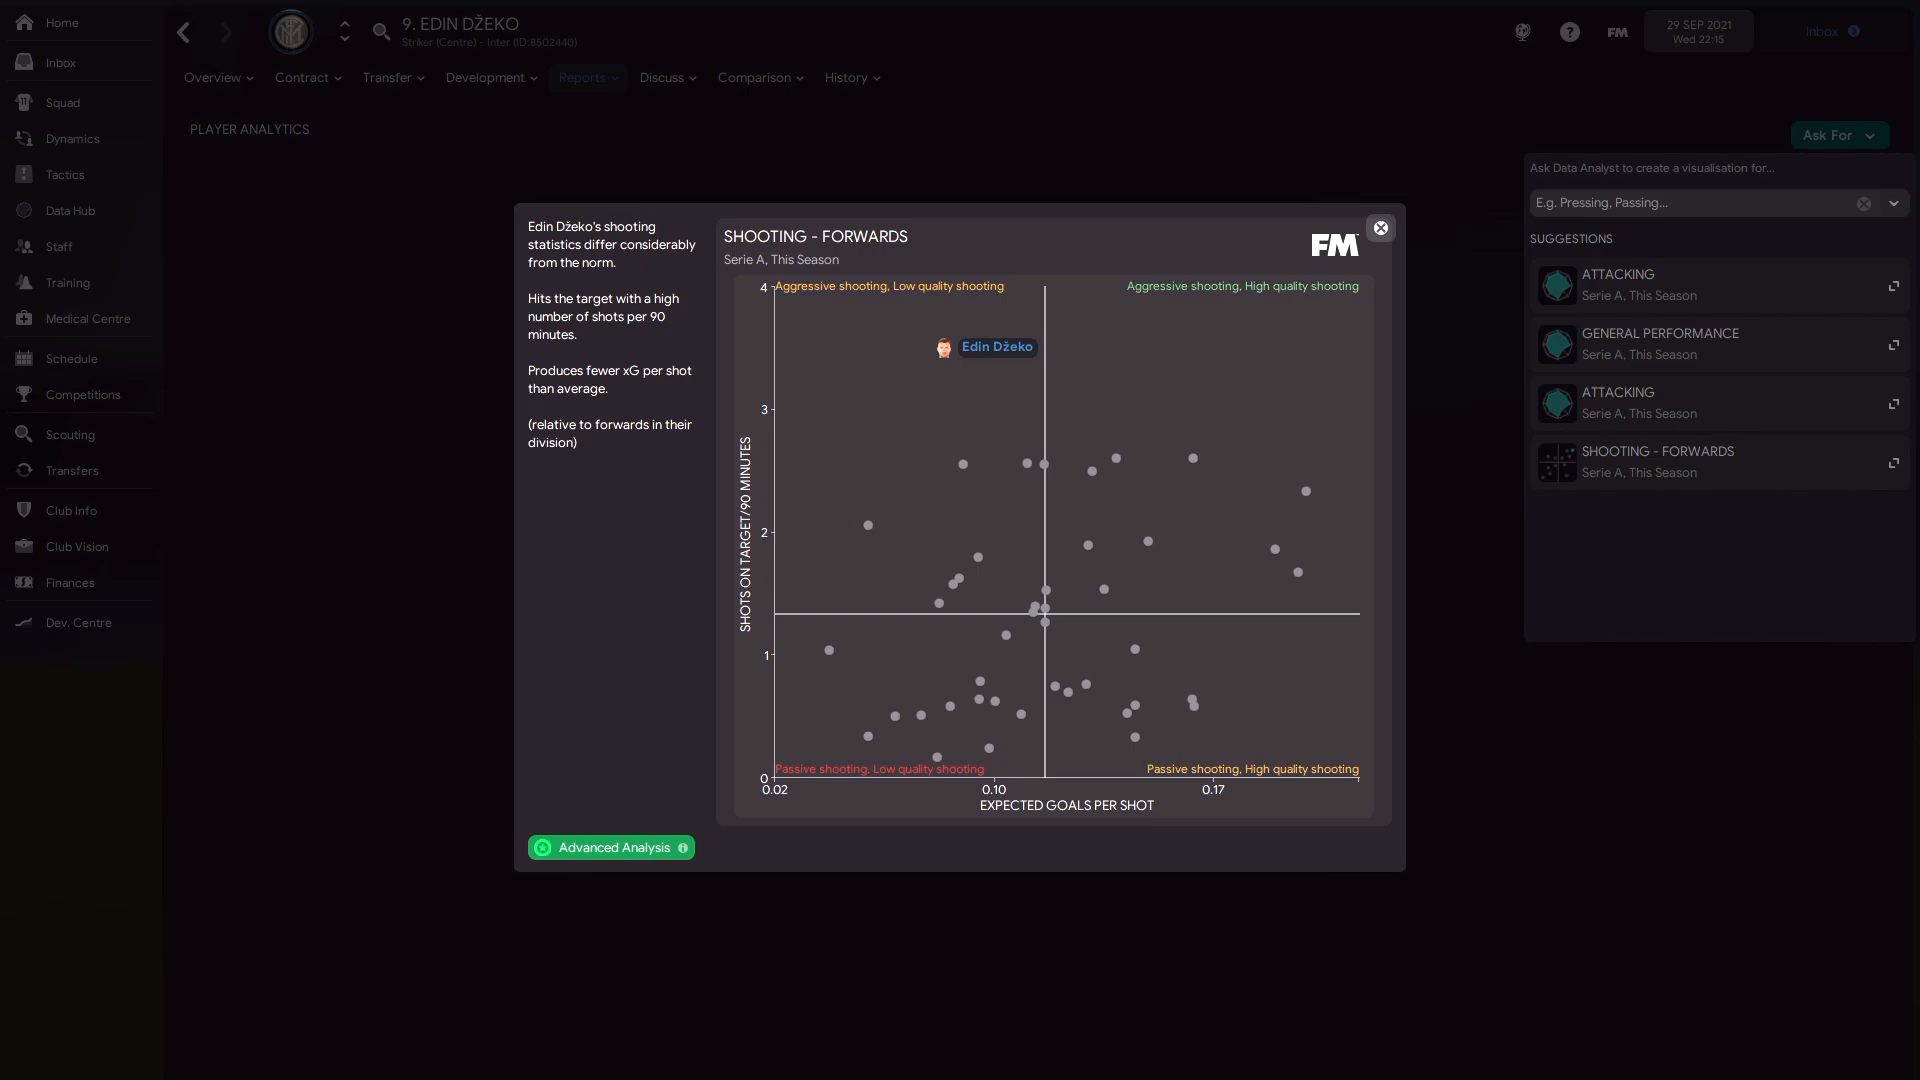 Home
Inbox
Squad
Dynamics
Tactics
Data Hub
Staff
Training
Medical Centre
Schedule
Competitions
Scouting
Transfers
Club Info
Club Vision
Finances
Dev. Centre
9. EDIN DŽEKO
Striker (Centre) - Inter (ID:8502440)
FM
29 SEP 2021
Wed 22:15
Inbox
Overview
Contract
Transfer
Development
Reports
Discuss
Comparison
History
PLAYER ANALYTICS
Ask For
Ask Data Analyst to create a visualisation for...
E.g. Pressing, Passing...
SUGGESTIONS
ATTACKING
Serie A, This Season
GENERAL PERFORMANCE
Serie A, This Season
ATTACKING
Serie A, This Season
SHOOTING - FORWARDS
Serie A, This Season
Edin Džeko's shooting
statistics differ considerably
from the norm.
Hits the target with a high
number of shots per 90
minutes.
Produces fewer xG per shot
than average.
(relative to forwards in their
division)
Advanced Analysis
SHOOTING - FORWARDS
Serie A, This Season
FM
Aggressive shooting, Low quality shooting
Aggressive shooting, High quality shooting
Edin Džeko
4
3
2
1
0
SHOTS ON TARGET/90 MINUTES
Passive shooting, Low quality shooting
Passive shooting, High quality shooting
0.02
0.10
0.17
EXPECTED GOALS PER SHOT